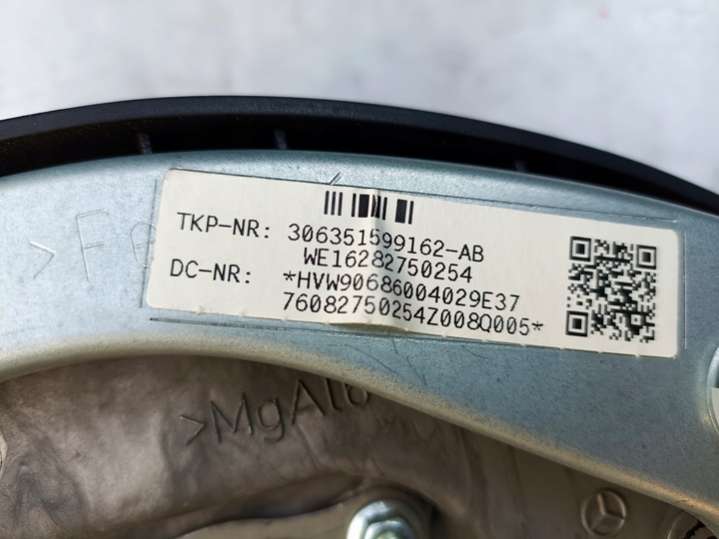 TKP-NR: 306351599162-AB
WE16282750254
DC-NR: *HVW90686004029E37
76082750254Z008Q005*
>MgAl